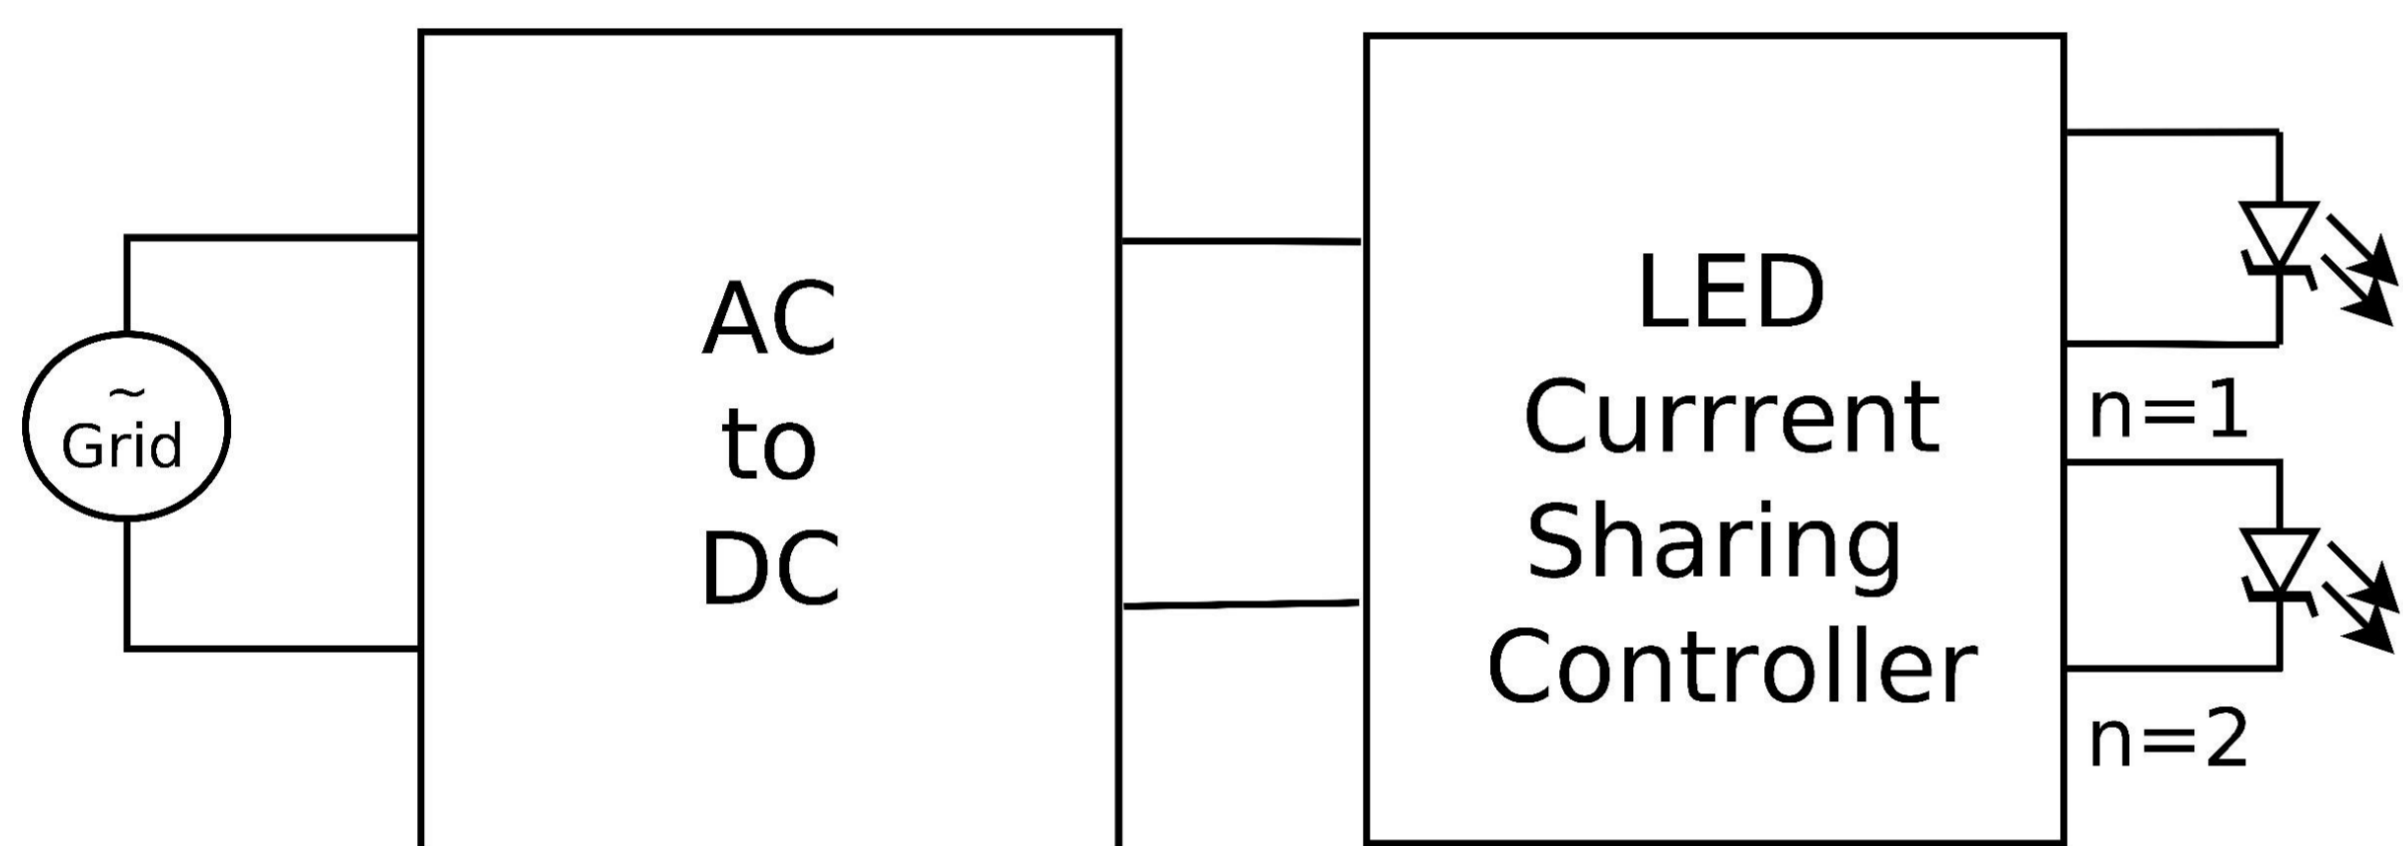 ~
Grid
AC
to
DC
LED
Currrent
Sharing
Controller
n=1
n=2